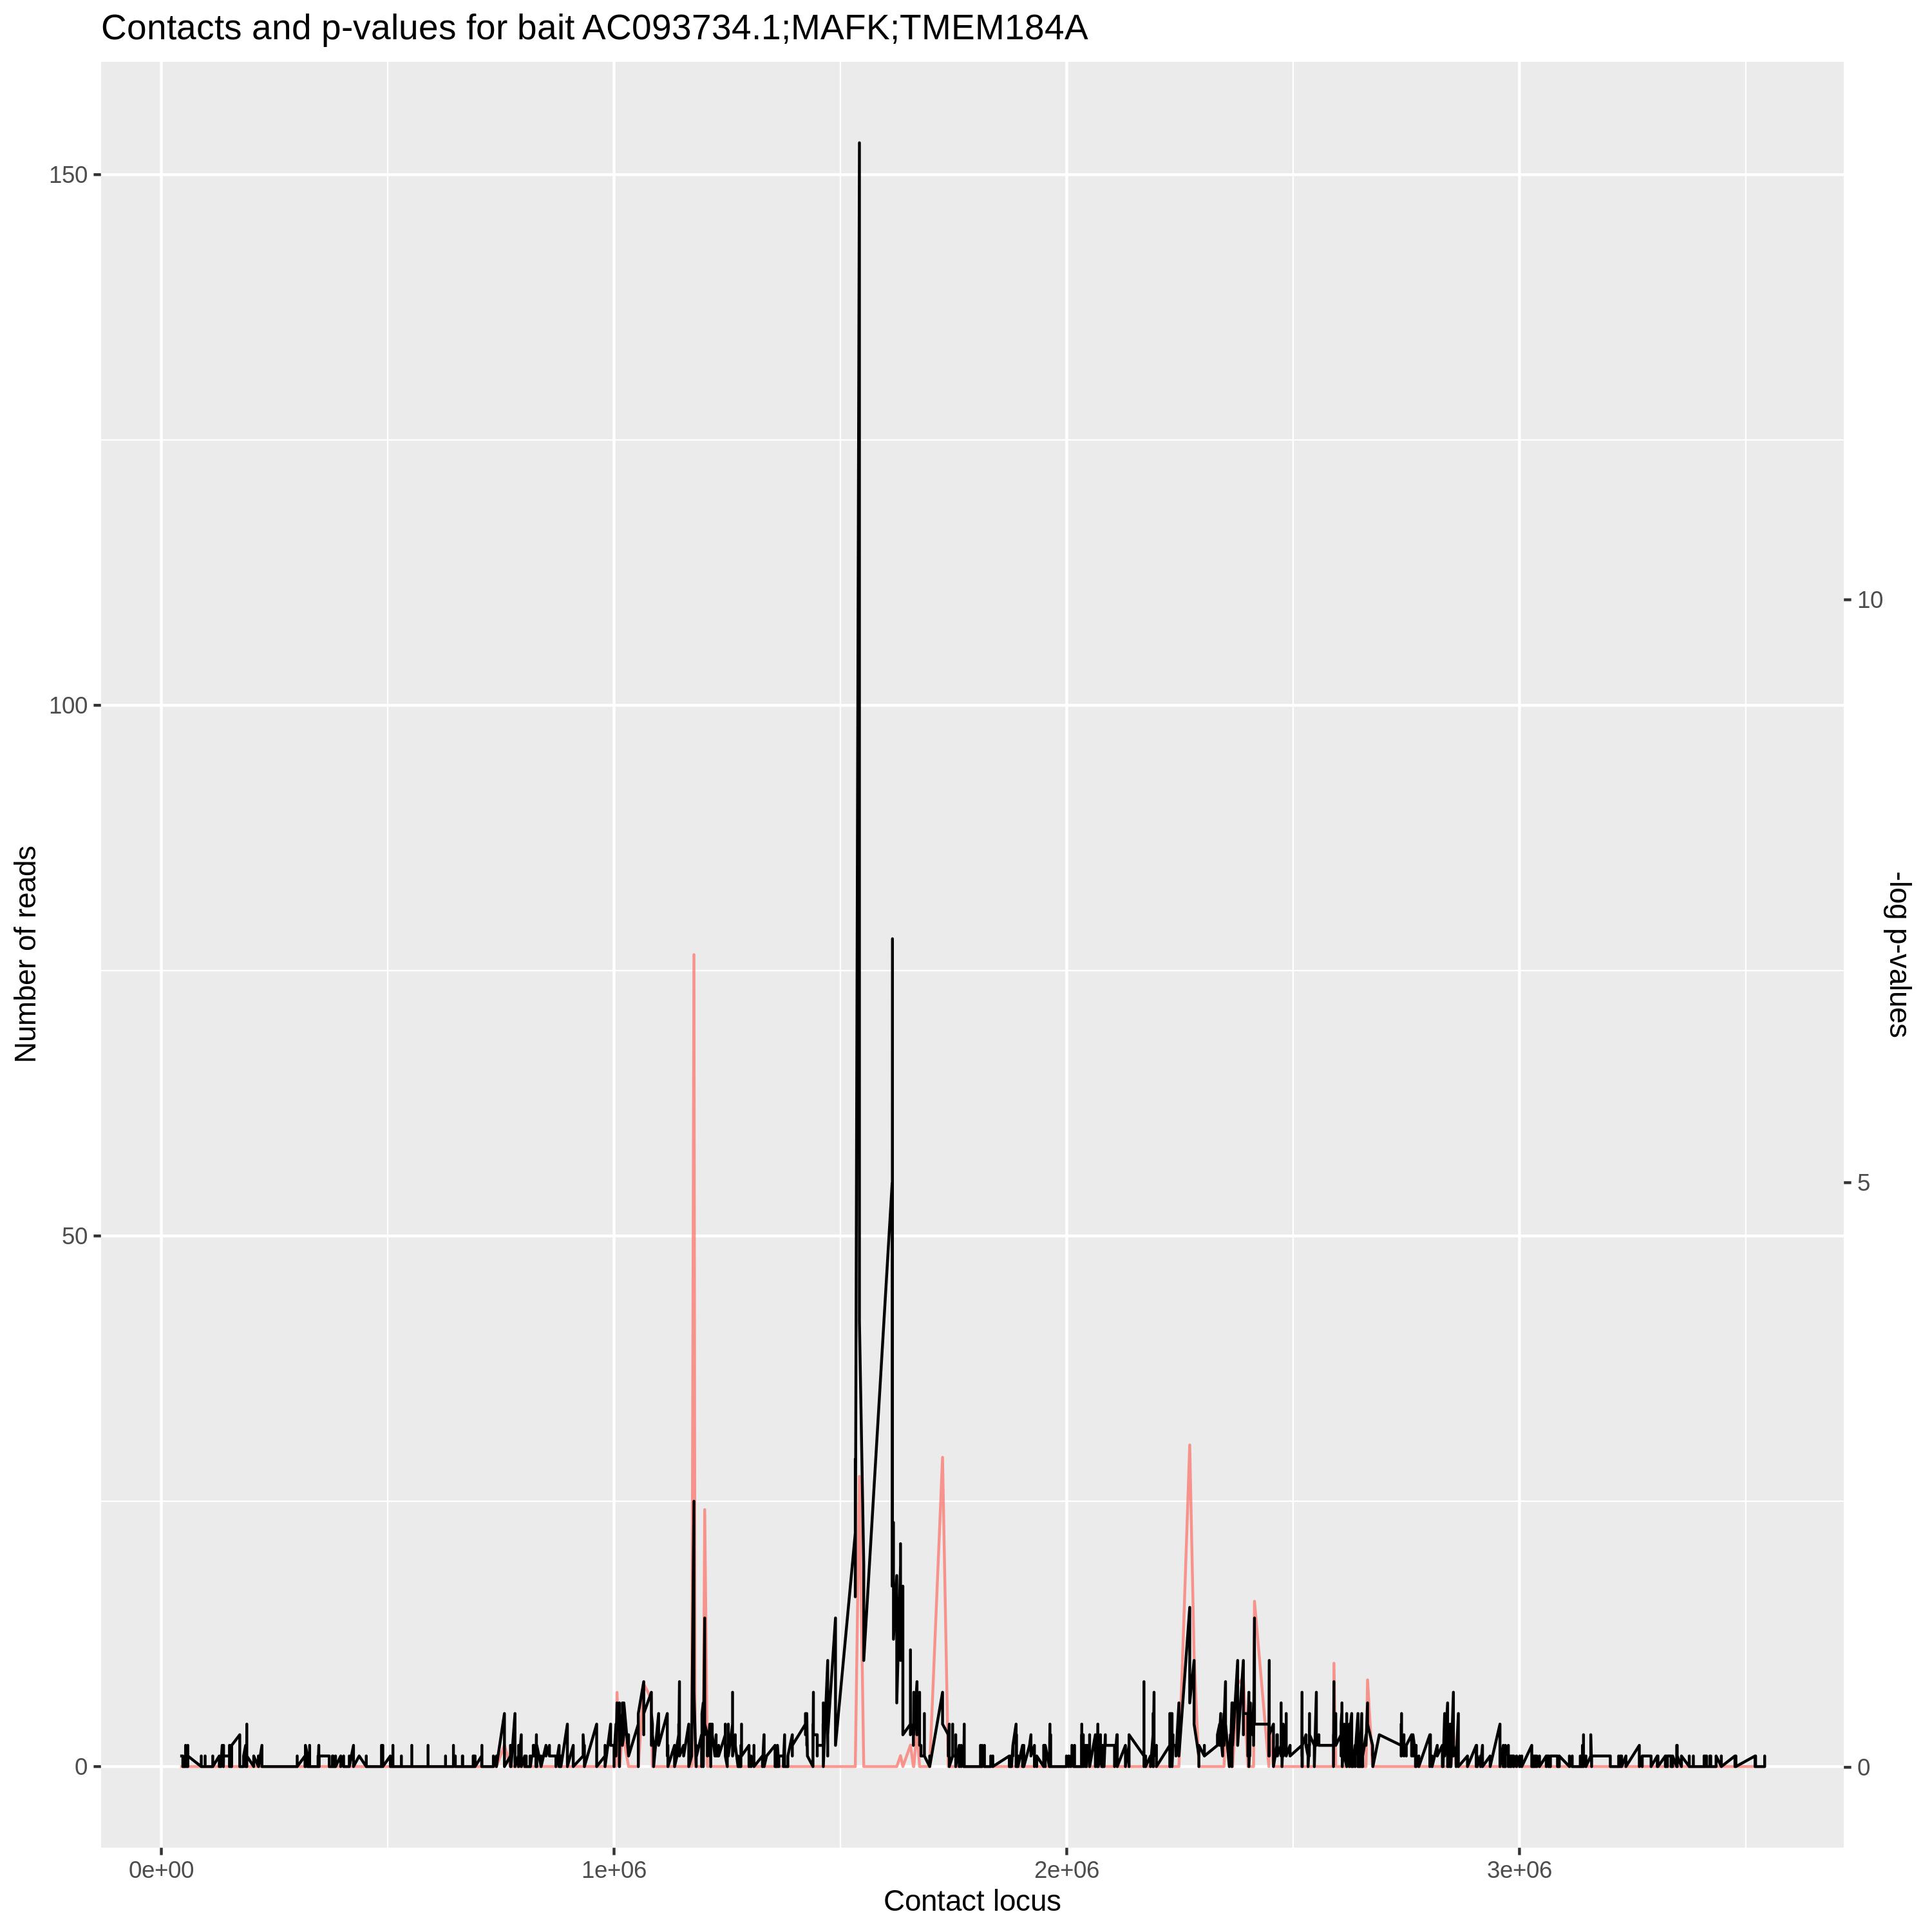 Contacts and p-values for bait AC093734.1;MAFK;TMEM184A
150
100
50
0
Number of reads
10
5
0
-log p-values
0e+00
1e+06
2e+06
3e+06
Contact locus